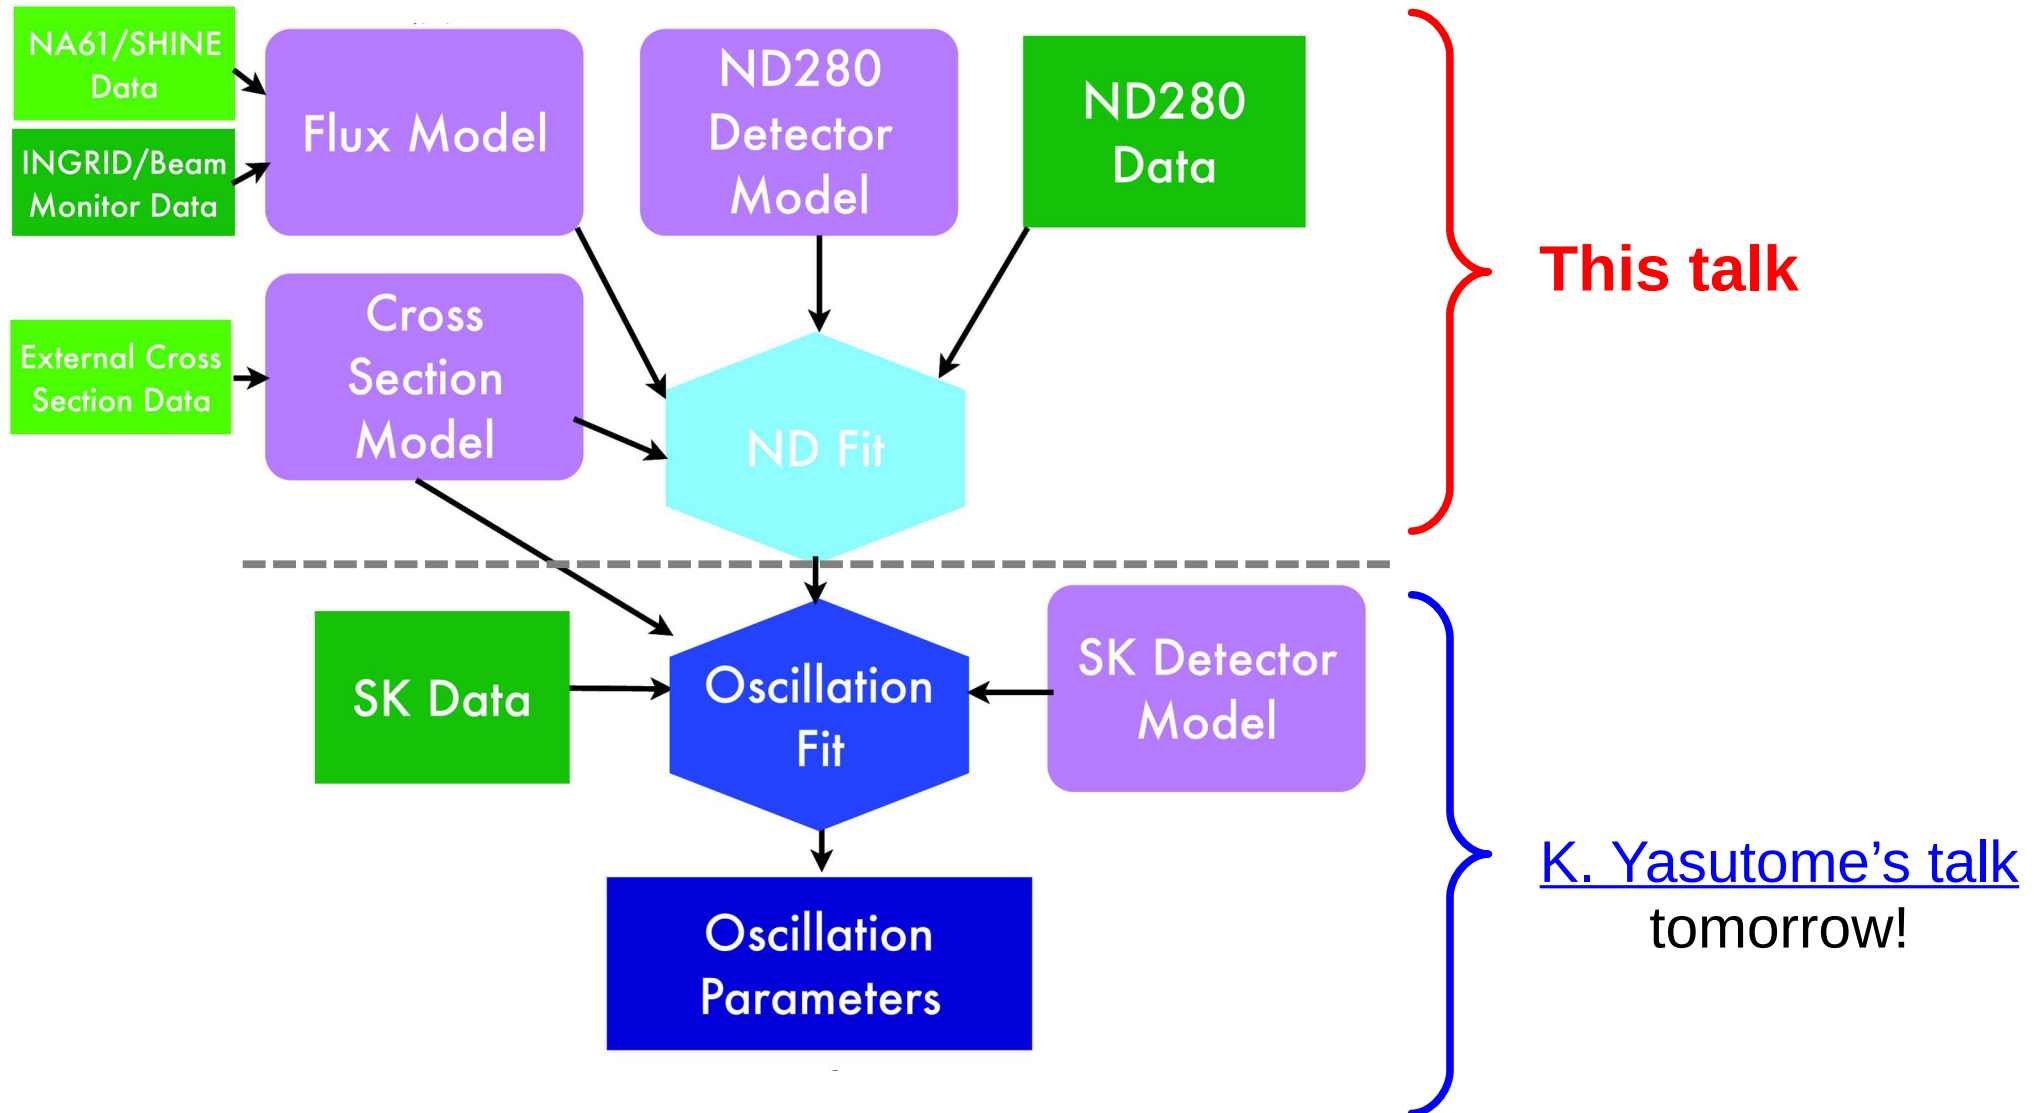 NA61/SHINE
Data
INGRID/Beam
Monitor Data
Flux Model
ND280
Detector
Model
ND280
Data
This talk
External Cross
Section Data
Cross
Section
Model
ND Fit
SK Data
Oscillation
Fit
SK Detector
Model
Oscillation
Parameters
K. Yasutome’s talk
tomorrow!